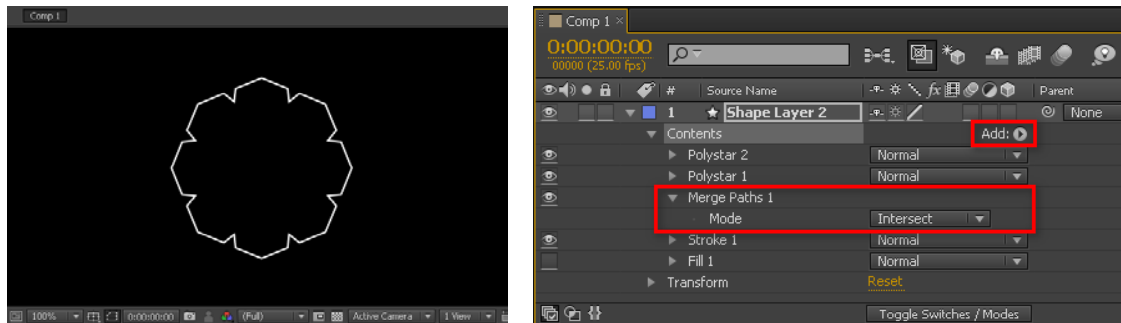 Comp 1
100% 0:00:00:00 (Full) Active Camera 1 View
Comp 1 ×
0:00:00:00
00000 (25.00 fps)
# Source Name fx Parent
1 Shape Layer 2 None
Contents Add:
Polystar 2 Normal
Polystar 1 Normal
Merge Paths 1
Mode Intersect
Stroke 1 Normal
Fill 1 Normal
Transform Reset
Toggle Switches / Modes